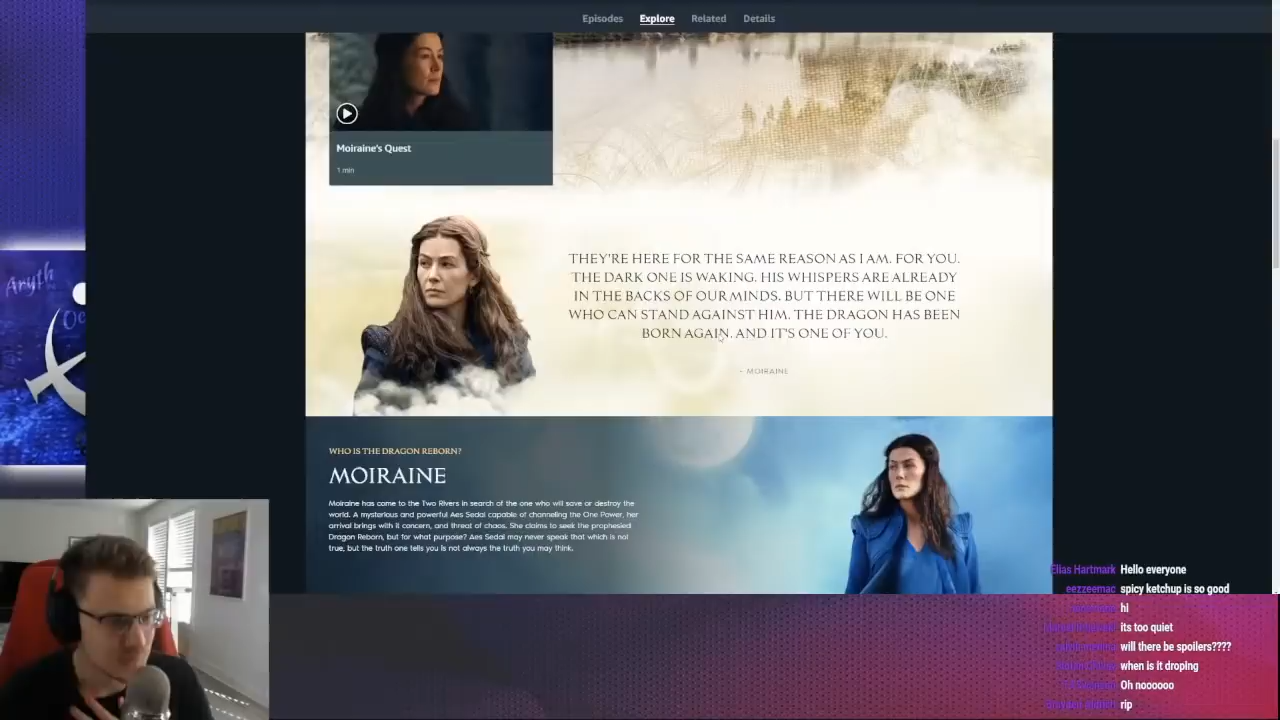 Episodes
Explore
Related
Details
Moiraine's Quest
1 min
THEY'RE HERE FOR THE SAME REASON AS I AM. FOR YOU.
THE DARK ONE IS WAKING. HIS WHISPERS ARE ALREADY
IN THE BACKS OF OUR MINDS. BUT THERE WILL BE ONE
WHO CAN STAND AGAINST HIM. THE DRAGON HAS BEEN
BORN AGAIN. AND IT'S ONE OF YOU.
– MOIRAINE
WHO IS THE DRAGON REBORN?
MOIRAINE
Moiraine has come to the Two Rivers in search of the one who will save or destroy the
world. A mysterious and powerful Aes Sedai capable of channeling the One Power, her
arrival brings with it concern, and threat of chaos. She claims to seek the prophesied
Dragon Reborn, but for what purpose? Aes Sedai may never speak that which is not
true, but the truth one tells you is not always the truth you may think.
Aryth
Elias Hartmark Hello everyone
eezzeemac spicy ketchup is so good
hi
its too quiet
will there be spoilers????
when is it droping
Oh noooooo
rip